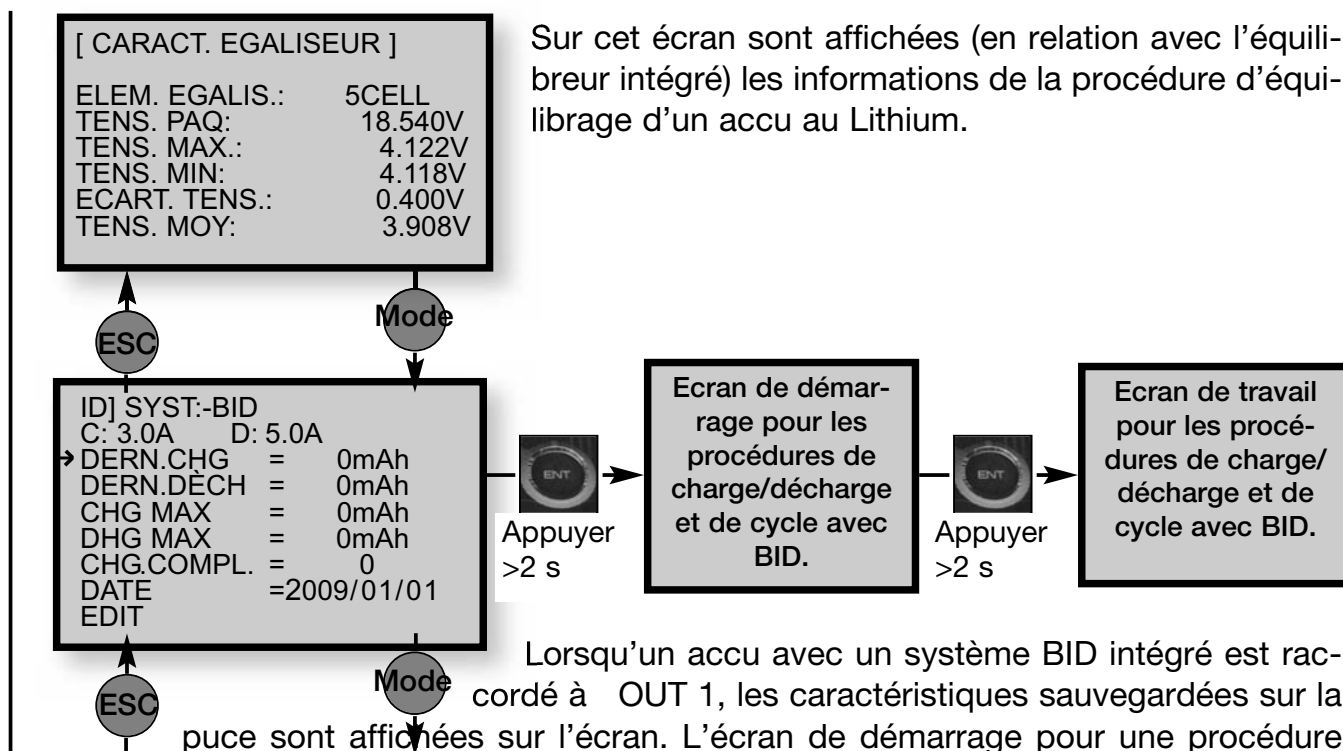 [ CARACT. EGALISEUR ]
ELEM. EGALIS.: 5CELL
TENS. PAQ: 18.540V
TENS. MAX.: 4.122V
TENS. MIN: 4.118V
ECART. TENS.: 0.400V
TENS. MOY: 3.908V
Sur cet écran sont affichées (en relation avec l'équili-
breur intégré) les informations de la procédure d'équi-
librage d'un accu au Lithium.
ESC
Mode
ID] SYST:-BID
C: 3.0A D: 5.0A
DERN.CHG = 0mAh
DERN.DÈCH = 0mAh
CHG MAX = 0mAh
DHG MAX = 0mAh
CHG.COMPL. = 0
DATE =2009/01/01
EDIT
ENT
Appuyer
>2 s
Ecran de démar-
rage pour les
procédures de
charge/décharge
et de cycle avec
BID.
ENT
Appuyer
>2 s
Ecran de travail
pour les procé-
dures de charge/
décharge et de
cycle avec BID.
ESC
Mode
Lorsqu'un accu avec un système BID intégré est rac-
cordé à OUT 1, les caractéristiques sauvegardées sur la
puce sont affichées sur l'écran. L'écran de démarrage pour une procédure